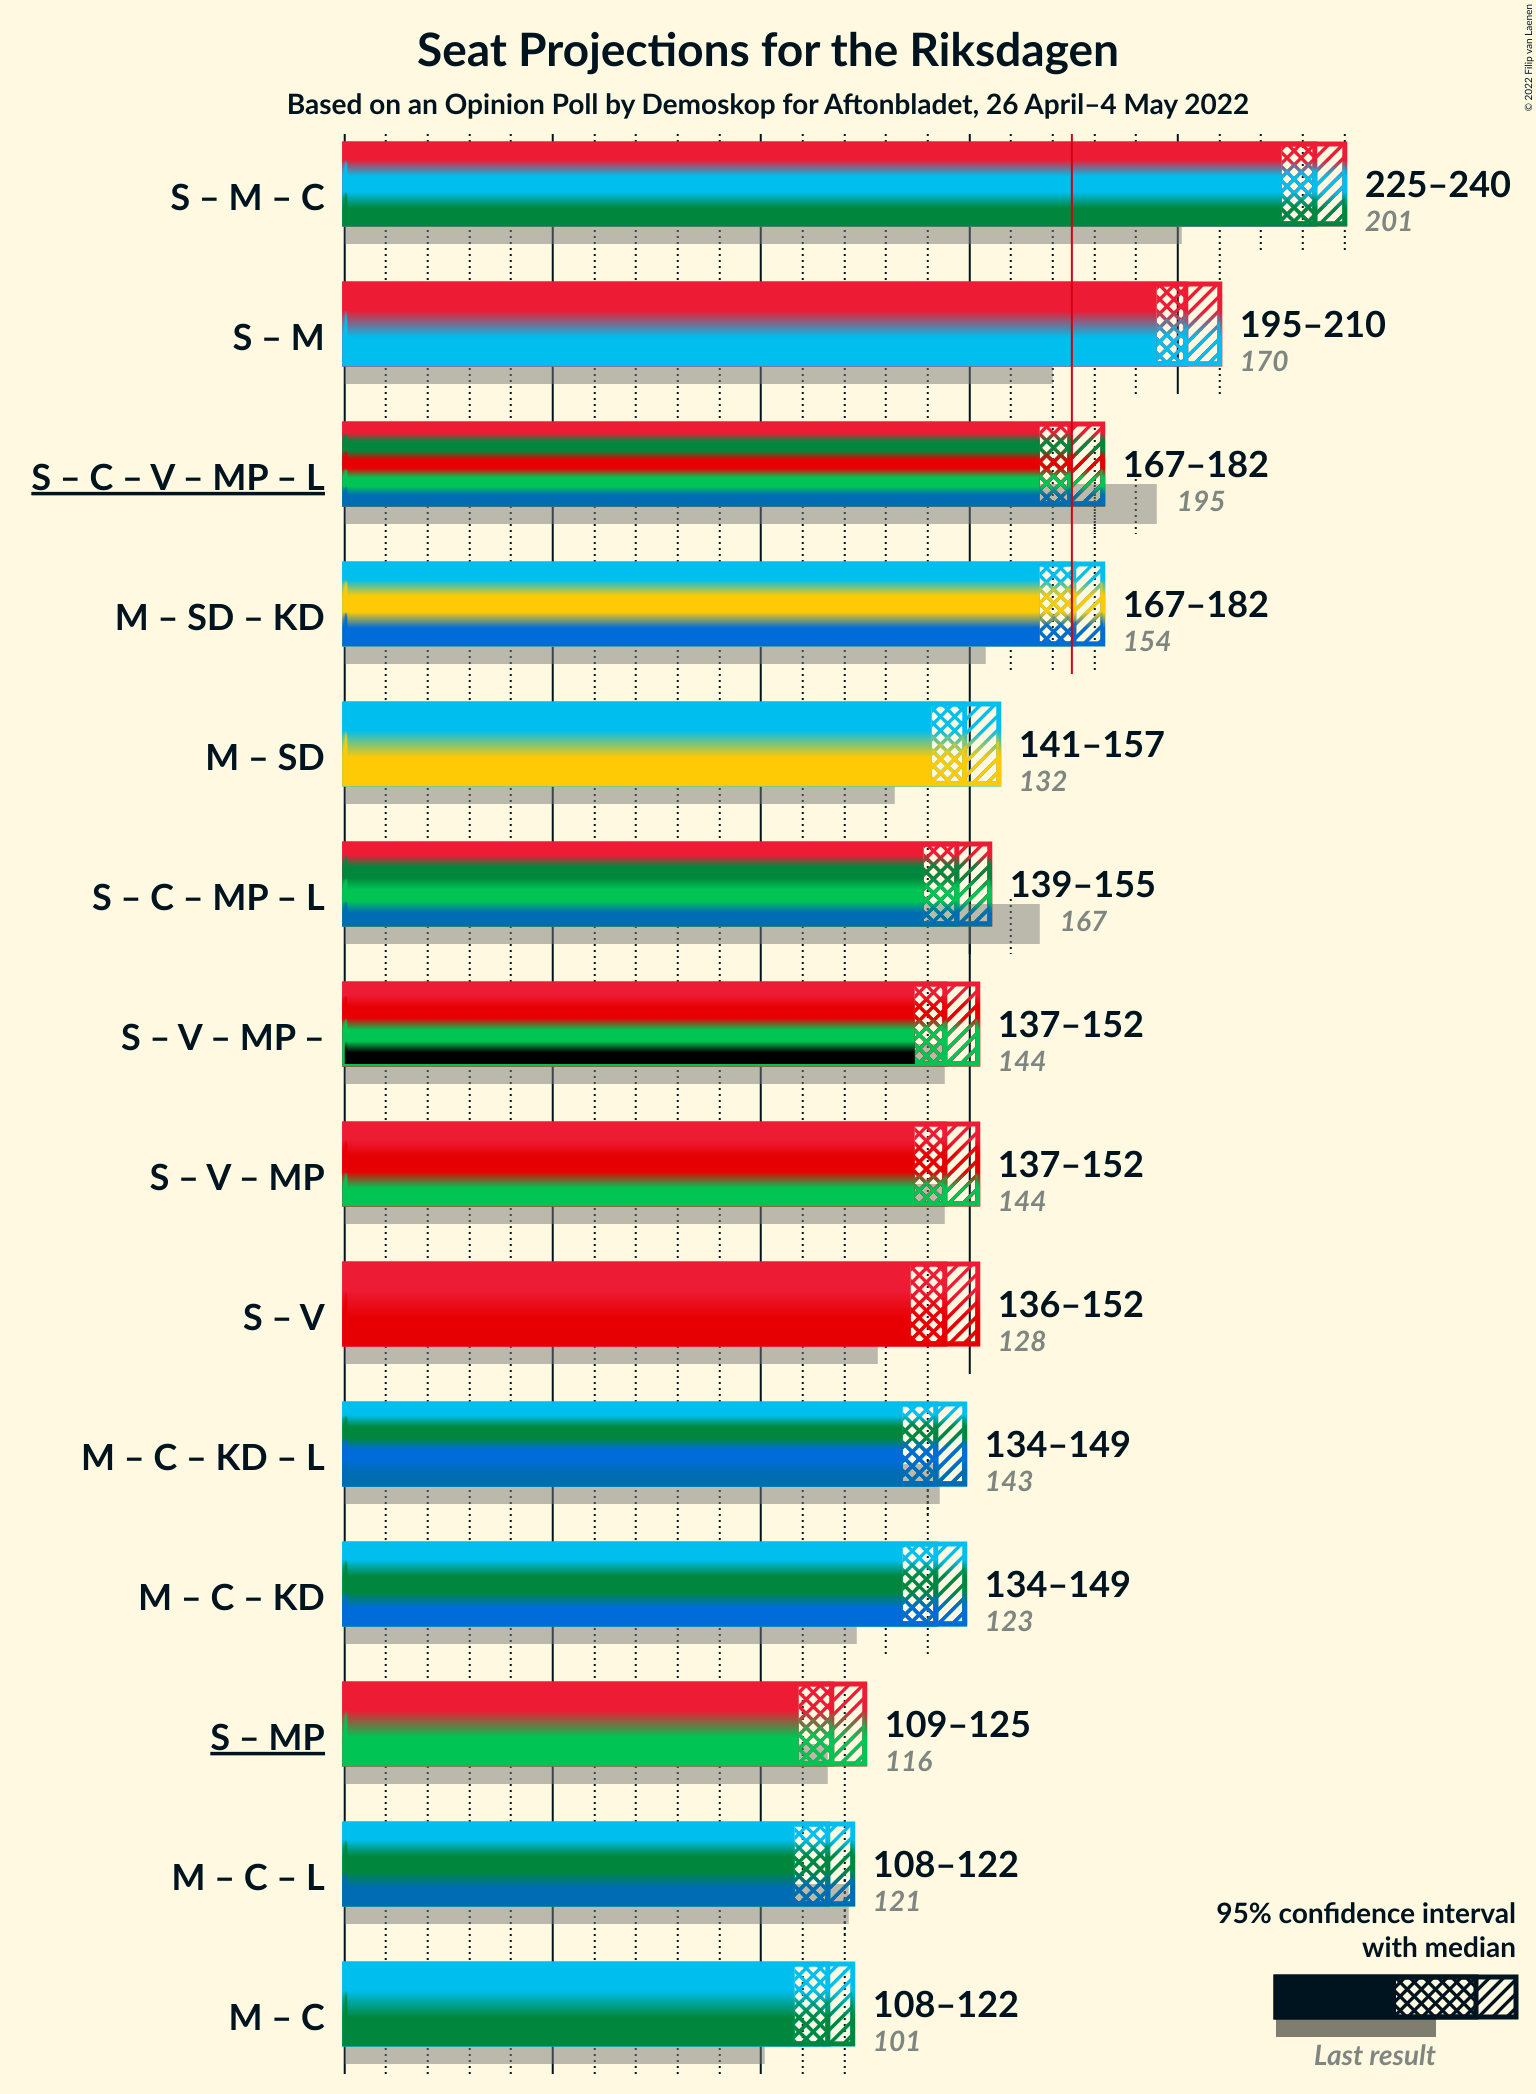 Seat Projections for the Riksdagen
Based on an Opinion Poll by Demoskop for Aftonbladet, 26 April–4 May 2022
© 2022 Filip van Laenen
S – M – C
225–240
201
S – M
195–210
170
S – C – V – MP – L
167–182
195
M – SD – KD
167–182
154
M – SD
141–157
132
S – C – MP – L
139–155
167
S – V – MP –
137–152
144
S – V – MP
137–152
144
S – V
136–152
128
M – C – KD – L
134–149
143
M – C – KD
134–149
123
S – MP
109–125
116
M – C – L
108–122
121
M – C
108–122
101
95% confidence interval
with median
Last result